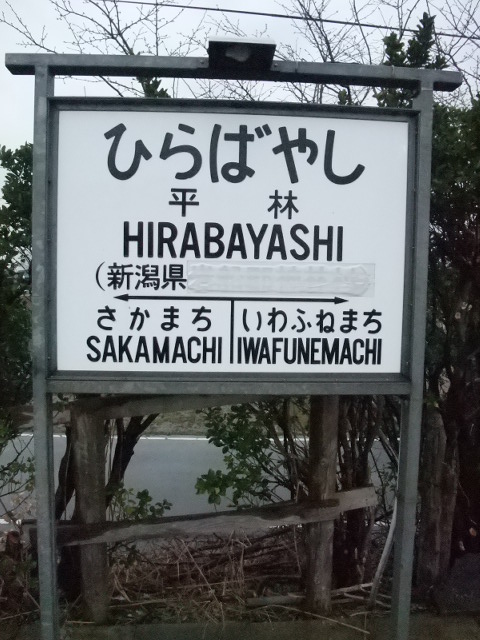 ひらばやし
平 林
HIRABAYASHI
(新潟県
さかまち いわふねまち
SAKAMACHI IWAFUNEMACHI